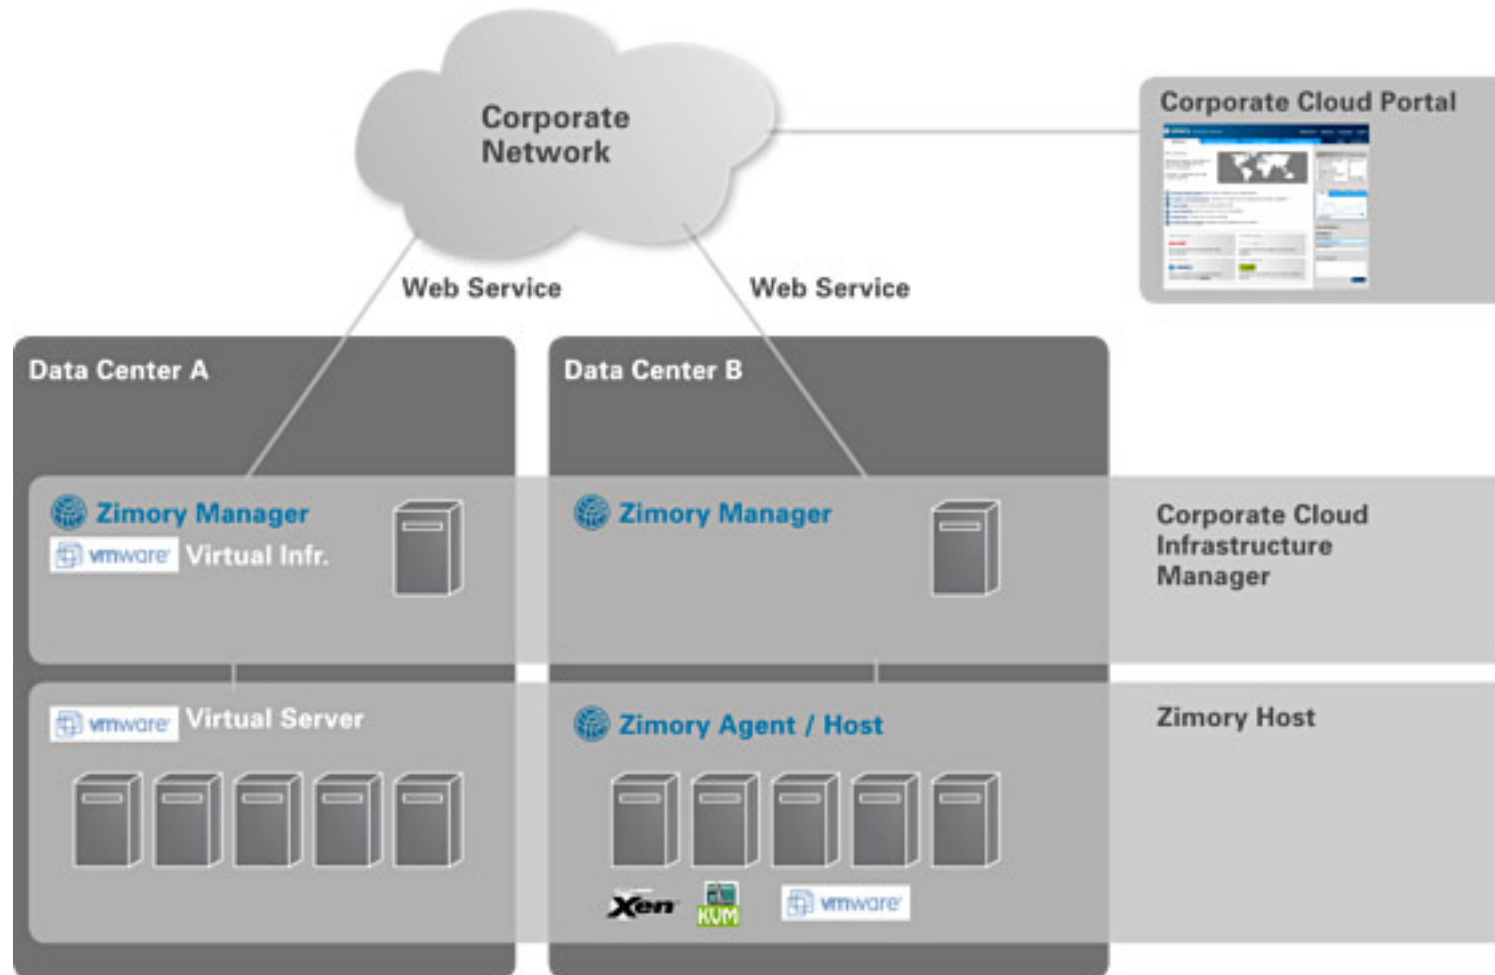 Corporate
Network
Corporate Cloud Portal
Web Service
Web Service
Data Center A
Data Center B
Zimory Manager
vmware Virtual Infr.
Zimory Manager
Corporate Cloud
Infrastructure
Manager
vmware Virtual Server
Zimory Agent / Host
Zimory Host
Xen
KVM
vmware